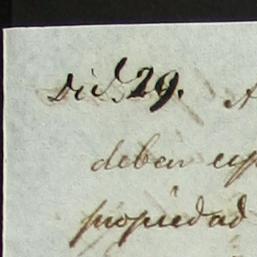 Dic.e 29. A
deben
propiedad